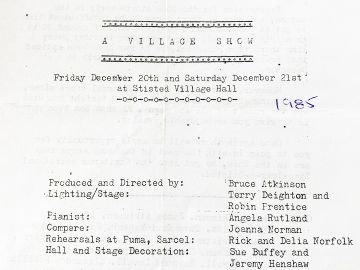 A VILLAGE SHOW
Friday December 20th and Saturday December 21st
at Stisted Village Hall
-o-o-o-o-o-o-o-o-o-o-o-
1985
Produced and Directed by: Bruce Atkinson
Lighting/Stage: Terry Deighton and
Robin Prentice
Pianist: Angela Rutland
Compere: Joanna Norman
Rehearsals at Fuma, Sarcel: Rick and Delia Norfolk
Hall and Stage Decoration: Sue Buffey and
Jeremy Henshaw